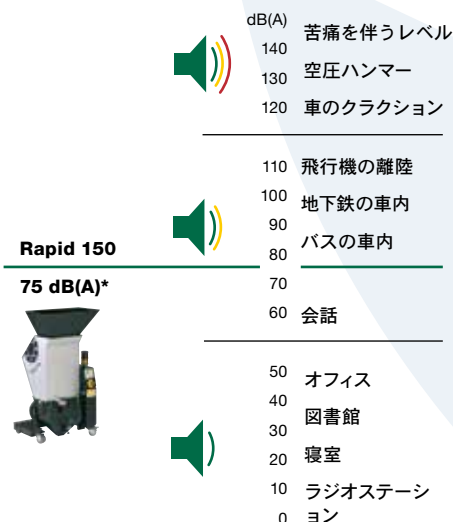 dB(A)
140 苦痛を伴うレベル
130 空圧ハンマー
120 車のクラクション
110 飛行機の離陸
100 地下鉄の車内
90
80 バスの車内
Rapid 150
75 dB(A)*
70
60 会話
50 オフィス
40
30 図書館
20 寝室
10 ラジオステーシ
0 ョン